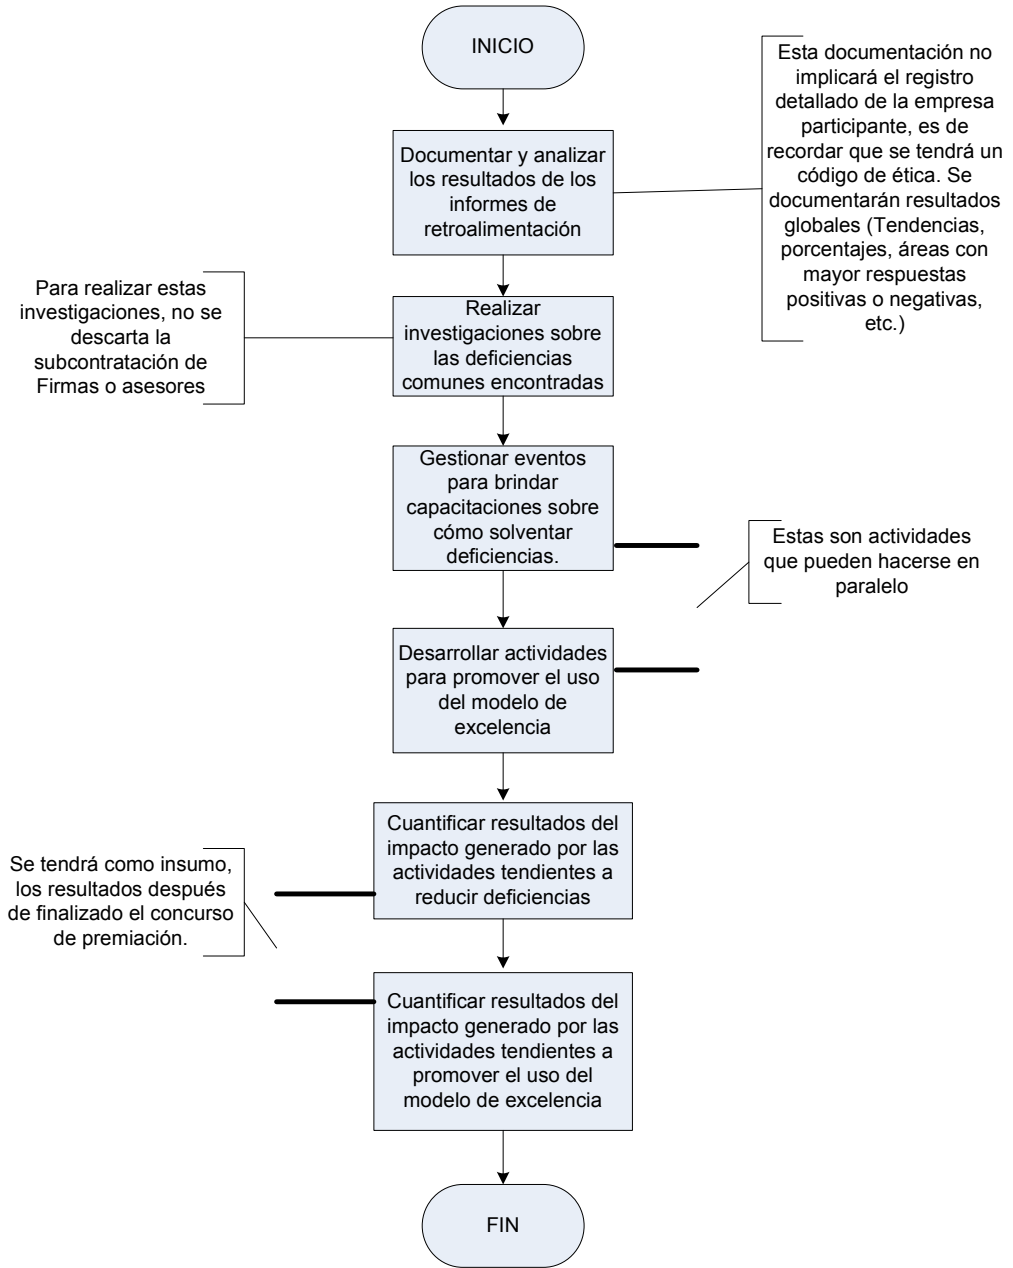 INICIO
Esta documentación no
implicará el registro
detallado de la empresa
participante, es de
recordar que se tendrá un
código de ética. Se
documentarán resultados
globales (Tendencias,
porcentajes, áreas con
mayor respuestas
positivas o negativas,
etc.)
Documentar y analizar
los resultados de los
informes de
retroalimentación
Para realizar estas
investigaciones, no se
descarta la
subcontratación de
Firmas o asesores
Realizar
investigaciones sobre
las deficiencias
comunes encontradas
Gestionar eventos
para brindar
capacitaciones sobre
cómo solventar
deficiencias.
Estas son actividades
que pueden hacerse en
paralelo
Desarrollar actividades
para promover el uso
del modelo de
excelencia
Cuantificar resultados del
impacto generado por las
actividades tendientes a
reducir deficiencias
Se tendrá como insumo,
los resultados después
de finalizado el concurso
de premiación.
Cuantificar resultados del
impacto generado por las
actividades tendientes a
promover el uso del
modelo de excelencia
FIN